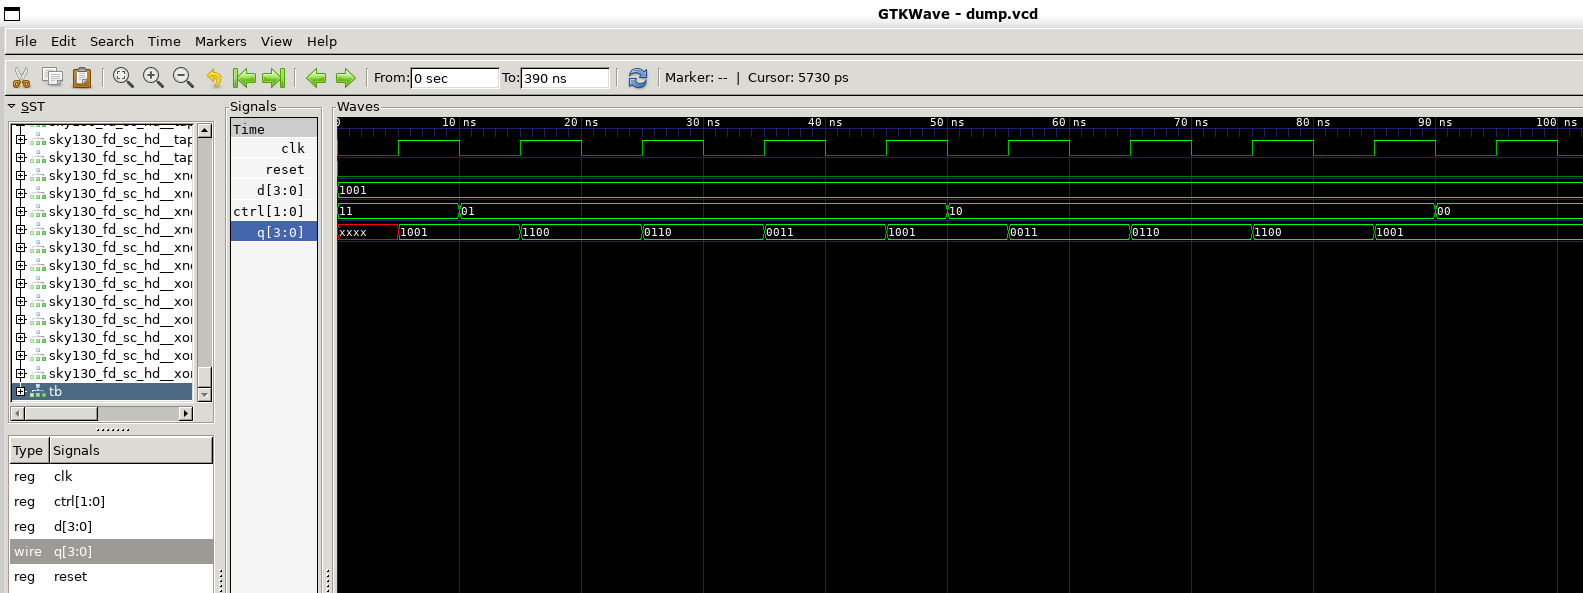 GTKWave - dump.vcd
File Edit Search Time Markers View Help
From: 0 sec To: 390 ns Marker: -- | Cursor: 5730 ps
SST
sky130_fd_sc_hd__tap
sky130_fd_sc_hd__tap
sky130_fd_sc_hd__xn
sky130_fd_sc_hd__xn
sky130_fd_sc_hd__xn
sky130_fd_sc_hd__xn
sky130_fd_sc_hd__xn
sky130_fd_sc_hd__xn
sky130_fd_sc_hd__xo
sky130_fd_sc_hd__xo
sky130_fd_sc_hd__xo
sky130_fd_sc_hd__xo
sky130_fd_sc_hd__xo
sky130_fd_sc_hd__xo
tb
Type Signals
reg clk
reg ctrl[1:0]
reg d[3:0]
wire q[3:0]
reg reset
Signals
Time
clk
reset
d[3:0]
ctrl[1:0]
q[3:0]
Waves
0 10 ns 20 ns 30 ns 40 ns 50 ns 60 ns 70 ns 80 ns 90 ns 100 ns
1001
11 01 10 00
xxxx 1001 1100 0110 0011 1001 0011 0110 1100 1001